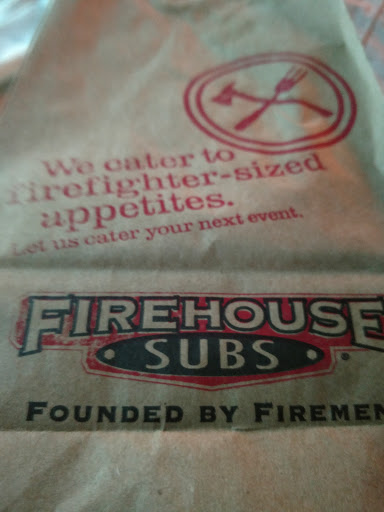 We cater to
firefighter-sized
appetites.
Let us cater your next event.
FIREHOUSE
SUBS
®
FOUNDED BY FIREMEN